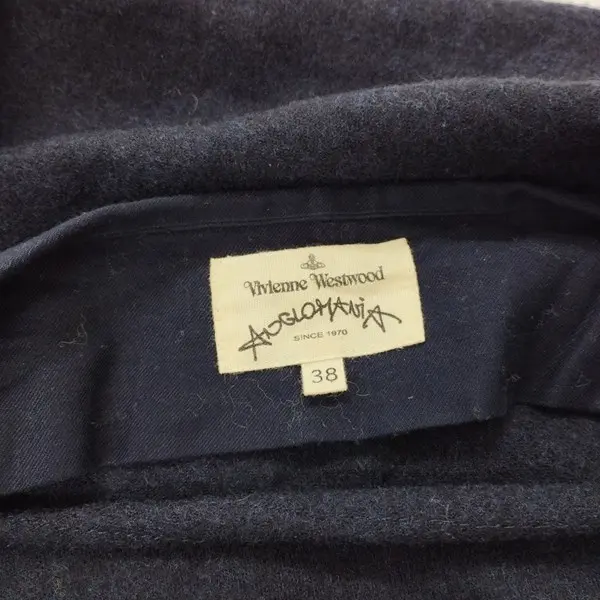 Vivienne Westwood
ANGLOMANIA
SINCE 1970
38